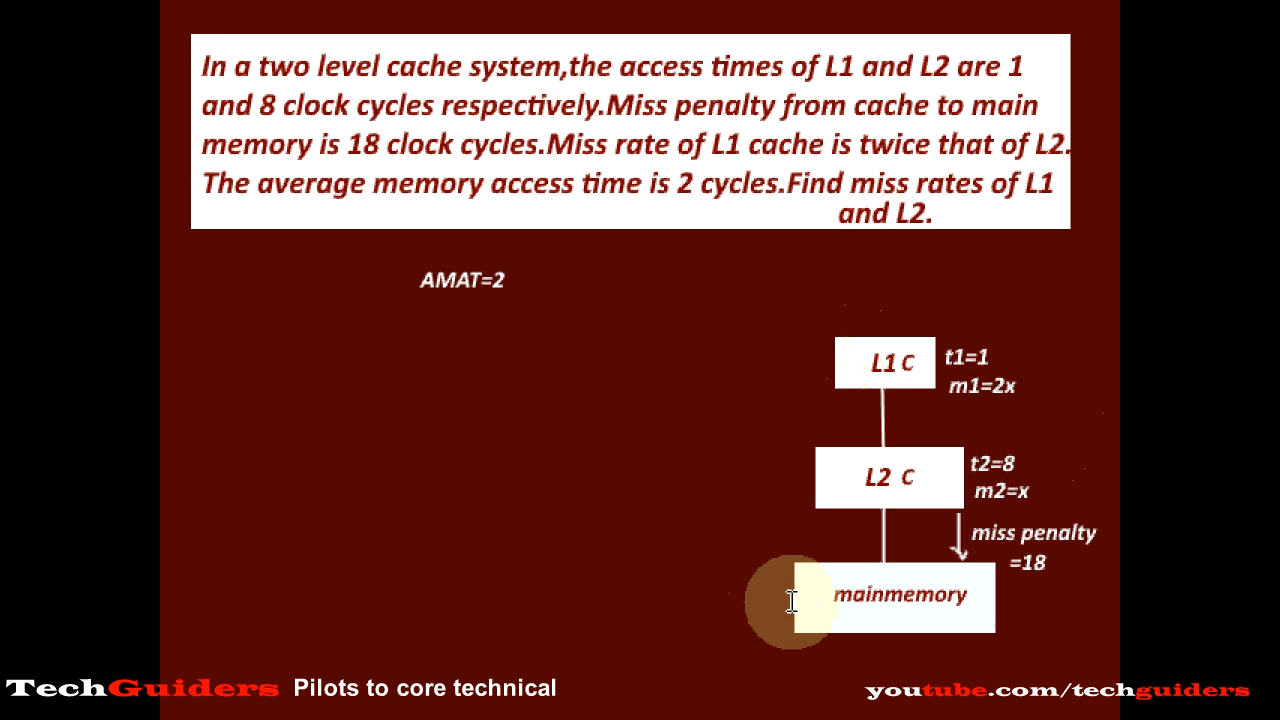 In a two level cache system,the access times of L1 and L2 are 1
and 8 clock cycles respectively.Miss penalty from cache to main
memory is 18 clock cycles.Miss rate of L1 cache is twice that of L2.
The average memory access time is 2 cycles.Find miss rates of L1
and L2.
AMAT=2
L1 C
t1=1
m1=2x
L2 C
t2=8
m2=x
miss penalty
=18
mainmemory
TechGuiders Pilots to core technical
youtube.com/techguiders